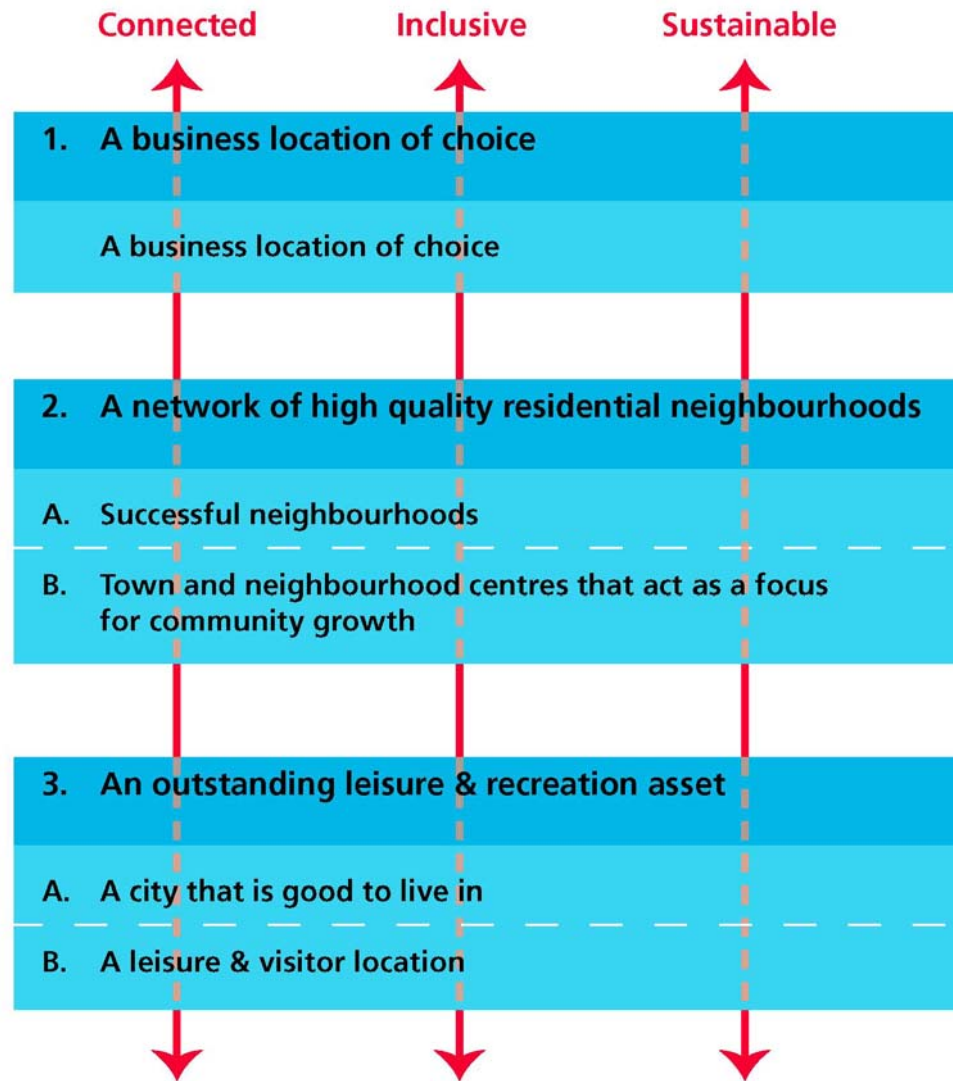 Connected Inclusive Sustainable
1. A business location of choice
A business location of choice
2. A network of high quality residential neighbourhoods
A. Successful neighbourhoods
B. Town and neighbourhood centres that act as a focus
for community growth
3. An outstanding leisure & recreation asset
A. A city that is good to live in
B. A leisure & visitor location